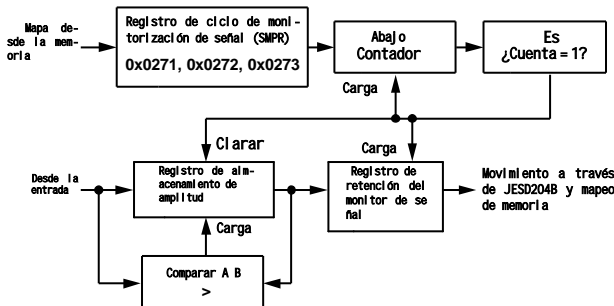 Mapa de-
sde la mem-
oria
Registro de ciclo de moni-
torización de señal (SMPR)
0x0271, 0x0272, 0x0273
Abajo
Contador
Es
¿Cuenta = 1?
Carga
Clarar
Carga
Desde la
entrada
Registro de alm-
acenamiento de
amplitud
Registro de
retención del
monitor de se
ñal
Movimiento a través
de JESD204B y mapeo
de memoria
Carga
Comparar A B
>